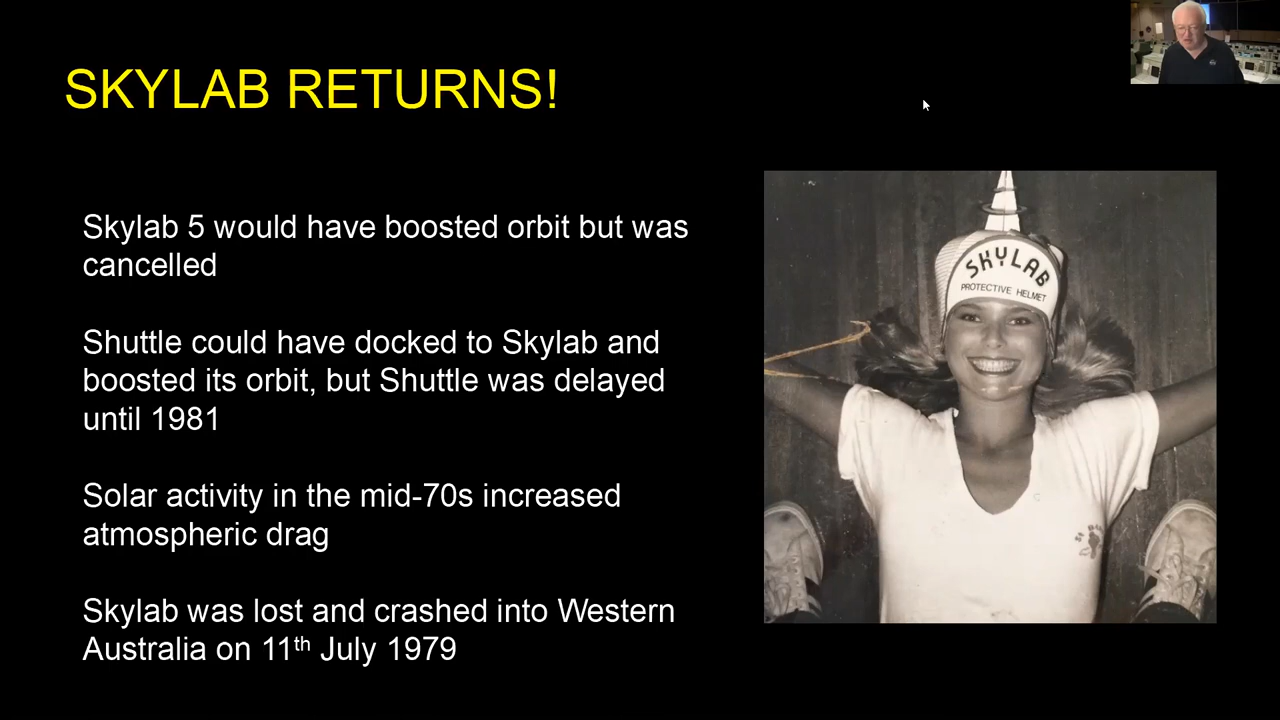 SKYLAB RETURNS!
Skylab 5 would have boosted orbit but was
cancelled
Shuttle could have docked to Skylab and
boosted its orbit, but Shuttle was delayed
until 1981
Solar activity in the mid-70s increased
atmospheric drag
Skylab was lost and crashed into Western
Australia on 11th July 1979
SKYLAB
PROTECTIVE HELMET